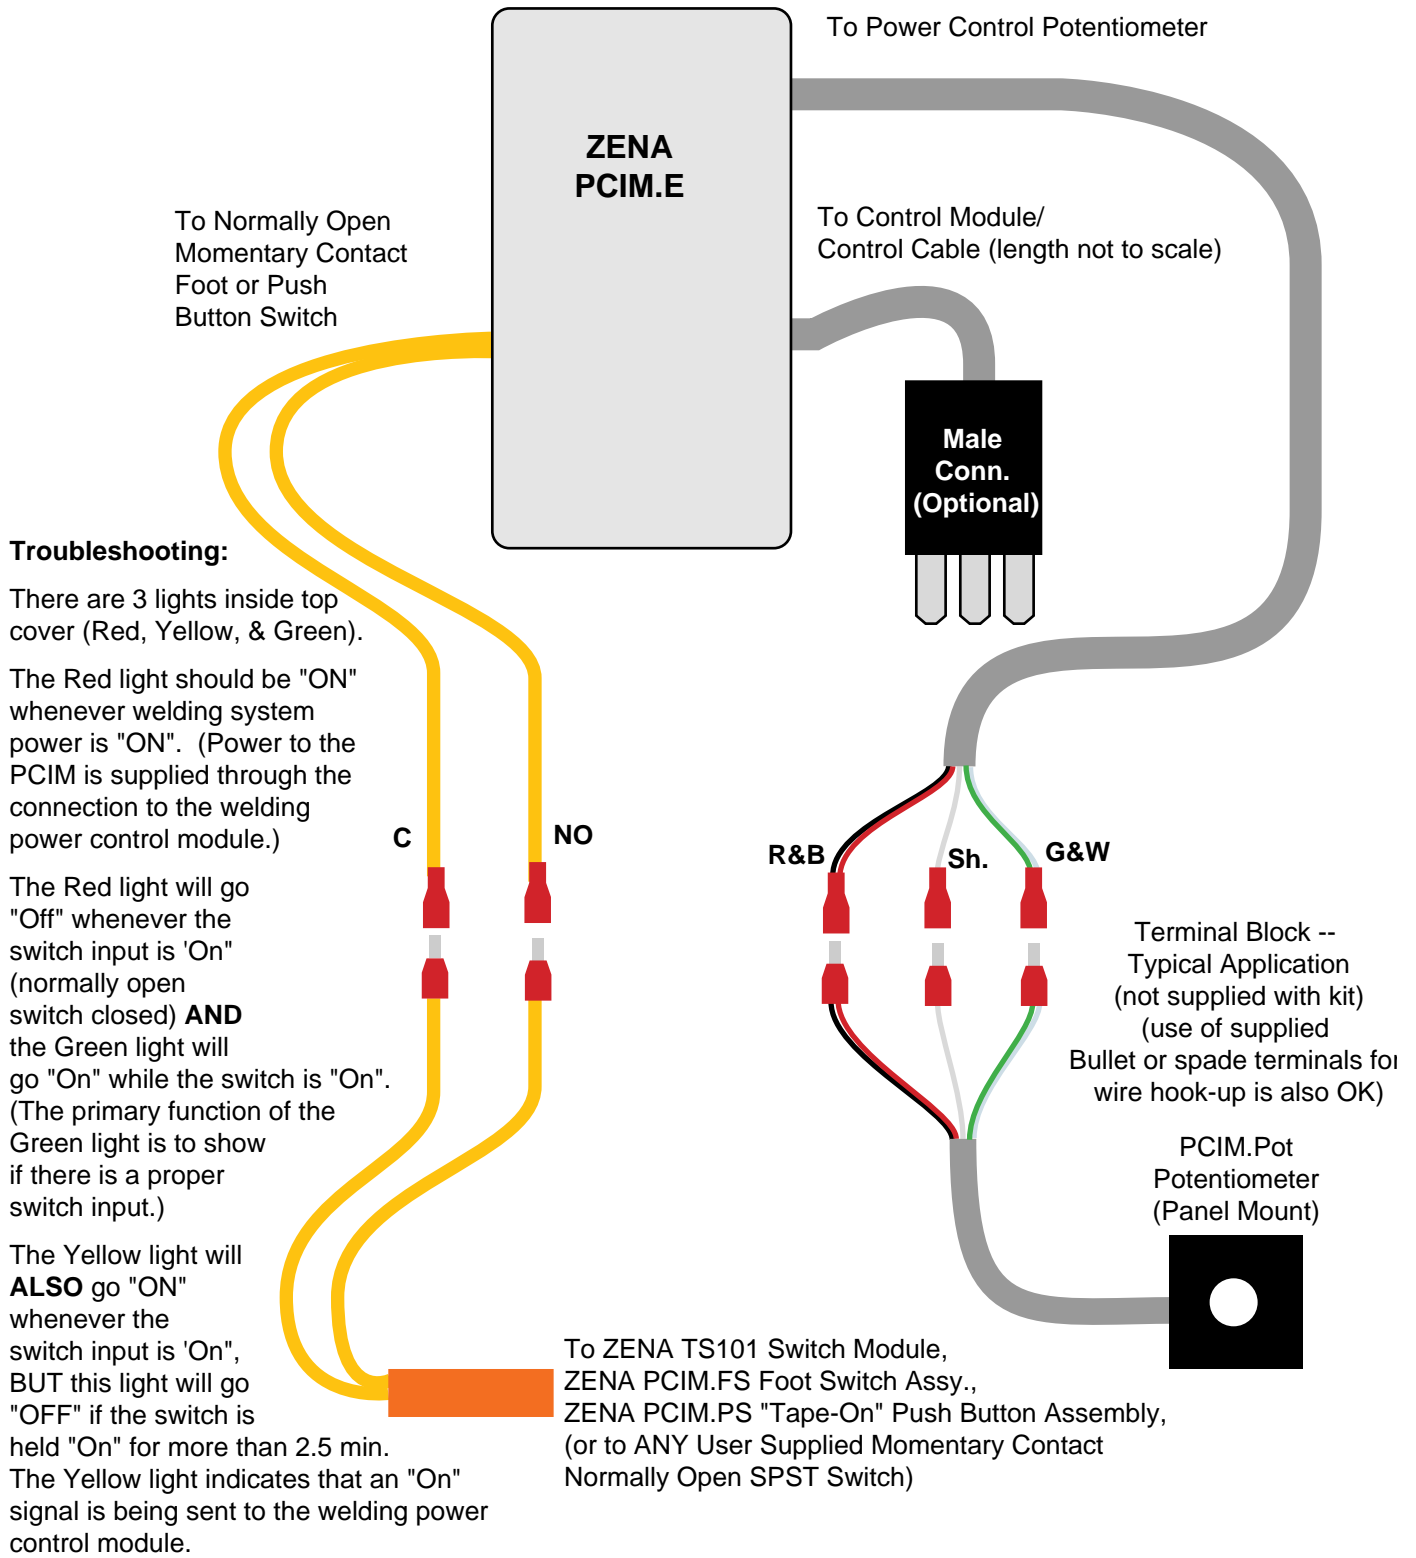 To Power Control Potentiometer
ZENA
PCIM.E
To Normally Open
Momentary Contact
Foot or Push
Button Switch
To Control Module/
Control Cable (length not to scale)
Male
Conn.
(Optional)
Troubleshooting:
There are 3 lights inside top
cover (Red, Yellow, & Green).
The Red light should be "ON"
whenever welding system
power is "ON".  (Power to the
PCIM is supplied through the
connection to the welding
power control module.)
The Red light will go
"Off" whenever the
switch input is 'On"
(normally open
switch closed) AND
the Green light will
go "On" while the switch is "On".
(The primary function of the
Green light is to show
if there is a proper
switch input.)
The Yellow light will
ALSO go "ON"
whenever the
switch input is 'On",
BUT this light will go
"OFF" if the switch is
held "On" for more than 2.5 min.
The Yellow light indicates that an "On"
signal is being sent to the welding power
control module.
C
NO
R&B
Sh.
G&W
Terminal Block --
Typical Application
(not supplied with kit)
(use of supplied
Bullet or spade terminals for
wire hook-up is also OK)
PCIM.Pot
Potentiometer
(Panel Mount)
To ZENA TS101 Switch Module,
ZENA PCIM.FS Foot Switch Assy.,
ZENA PCIM.PS "Tape-On" Push Button Assembly,
(or to ANY User Supplied Momentary Contact
Normally Open SPST Switch)